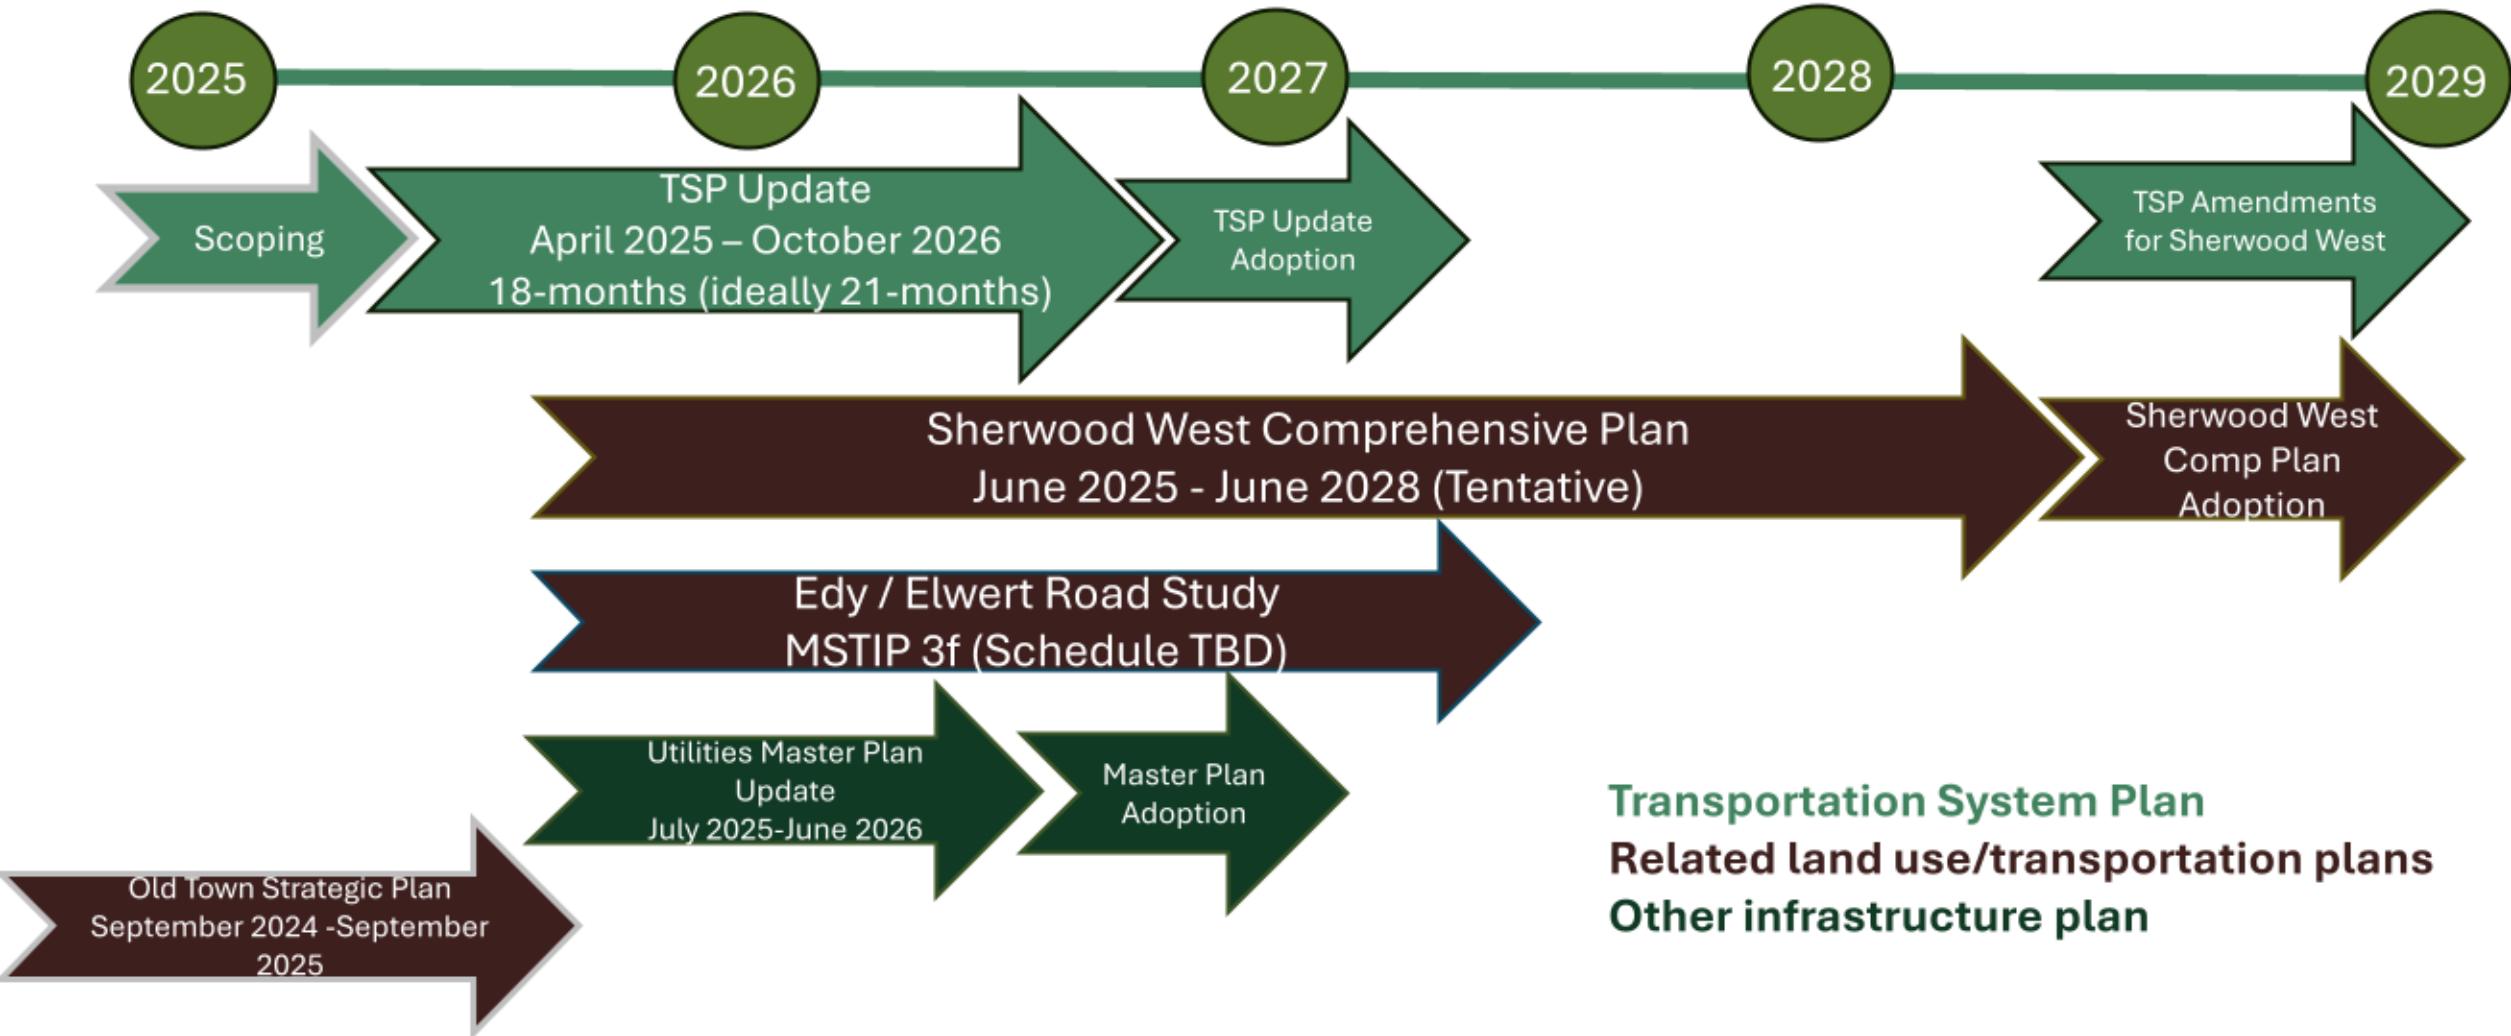 2025
2026
2027
2028
2029
Scoping
TSP Update
April 2025 – October 2026
18-months (ideally 21-months)
TSP Update
Adoption
TSP Amendments
for Sherwood West
Sherwood West Comprehensive Plan
June 2025 - June 2028 (Tentative)
Sherwood West
Comp Plan
Adoption
Edy / Elwert Road Study
MSTIP 3f (Schedule TBD)
Utilities Master Plan
Update
July 2025-June 2026
Master Plan
Adoption
Old Town Strategic Plan
September 2024 -September
2025
Transportation System Plan
Related land use/transportation plans
Other infrastructure plan